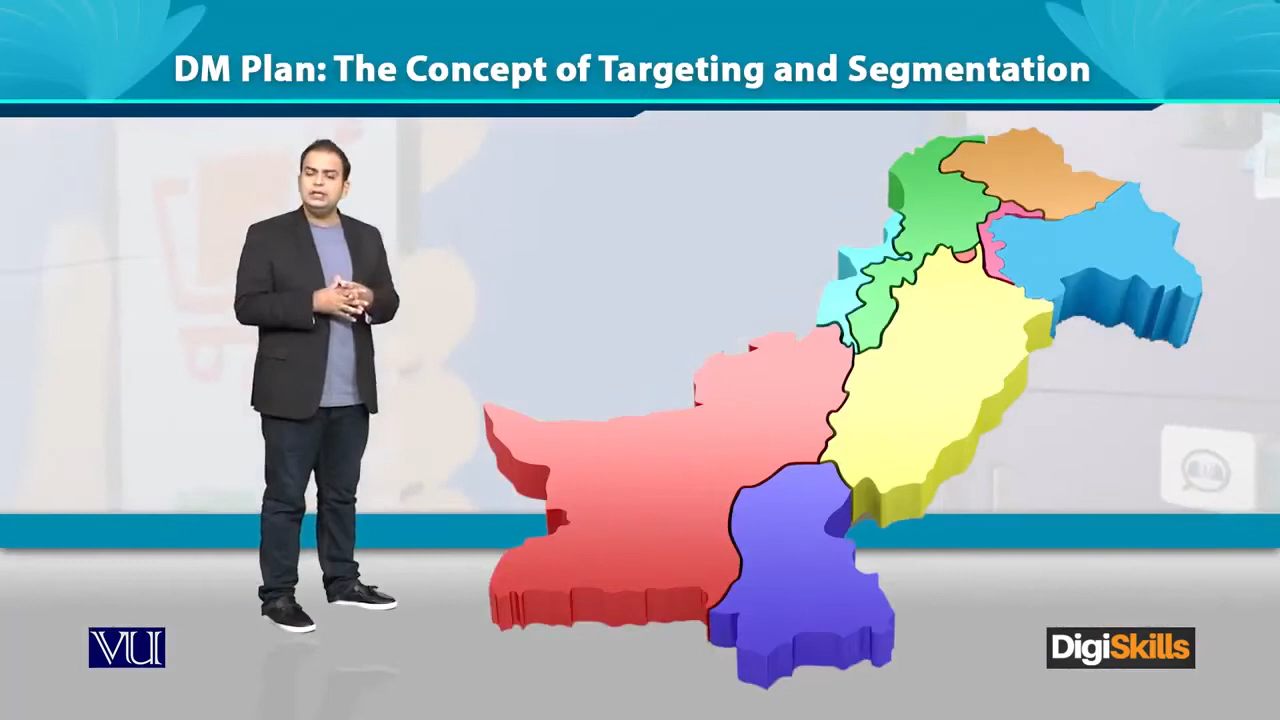 DM Plan: The Concept of Targeting and Segmentation
VU
DigiSkills